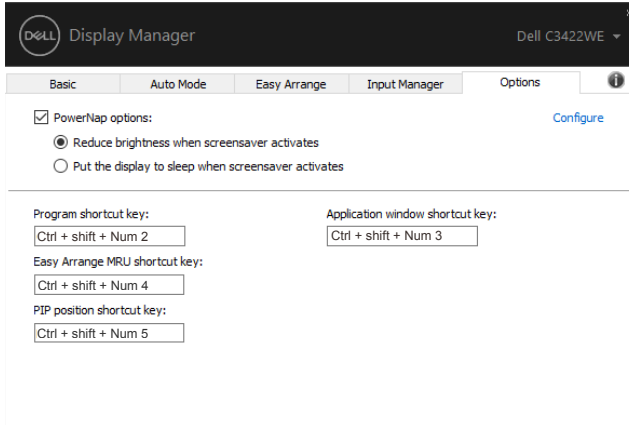 DELL Display Manager
Dell C3422WE
Basic Auto Mode Easy Arrange Input Manager Options
PowerNap options:
Configure
Reduce brightness when screensaver activates
Put the display to sleep when screensaver activates
Program shortcut key:
Application window shortcut key:
Ctrl + shift + Num 2
Ctrl + shift + Num 3
Easy Arrange MRU shortcut key:
Ctrl + shift + Num 4
PIP position shortcut key:
Ctrl + shift + Num 5